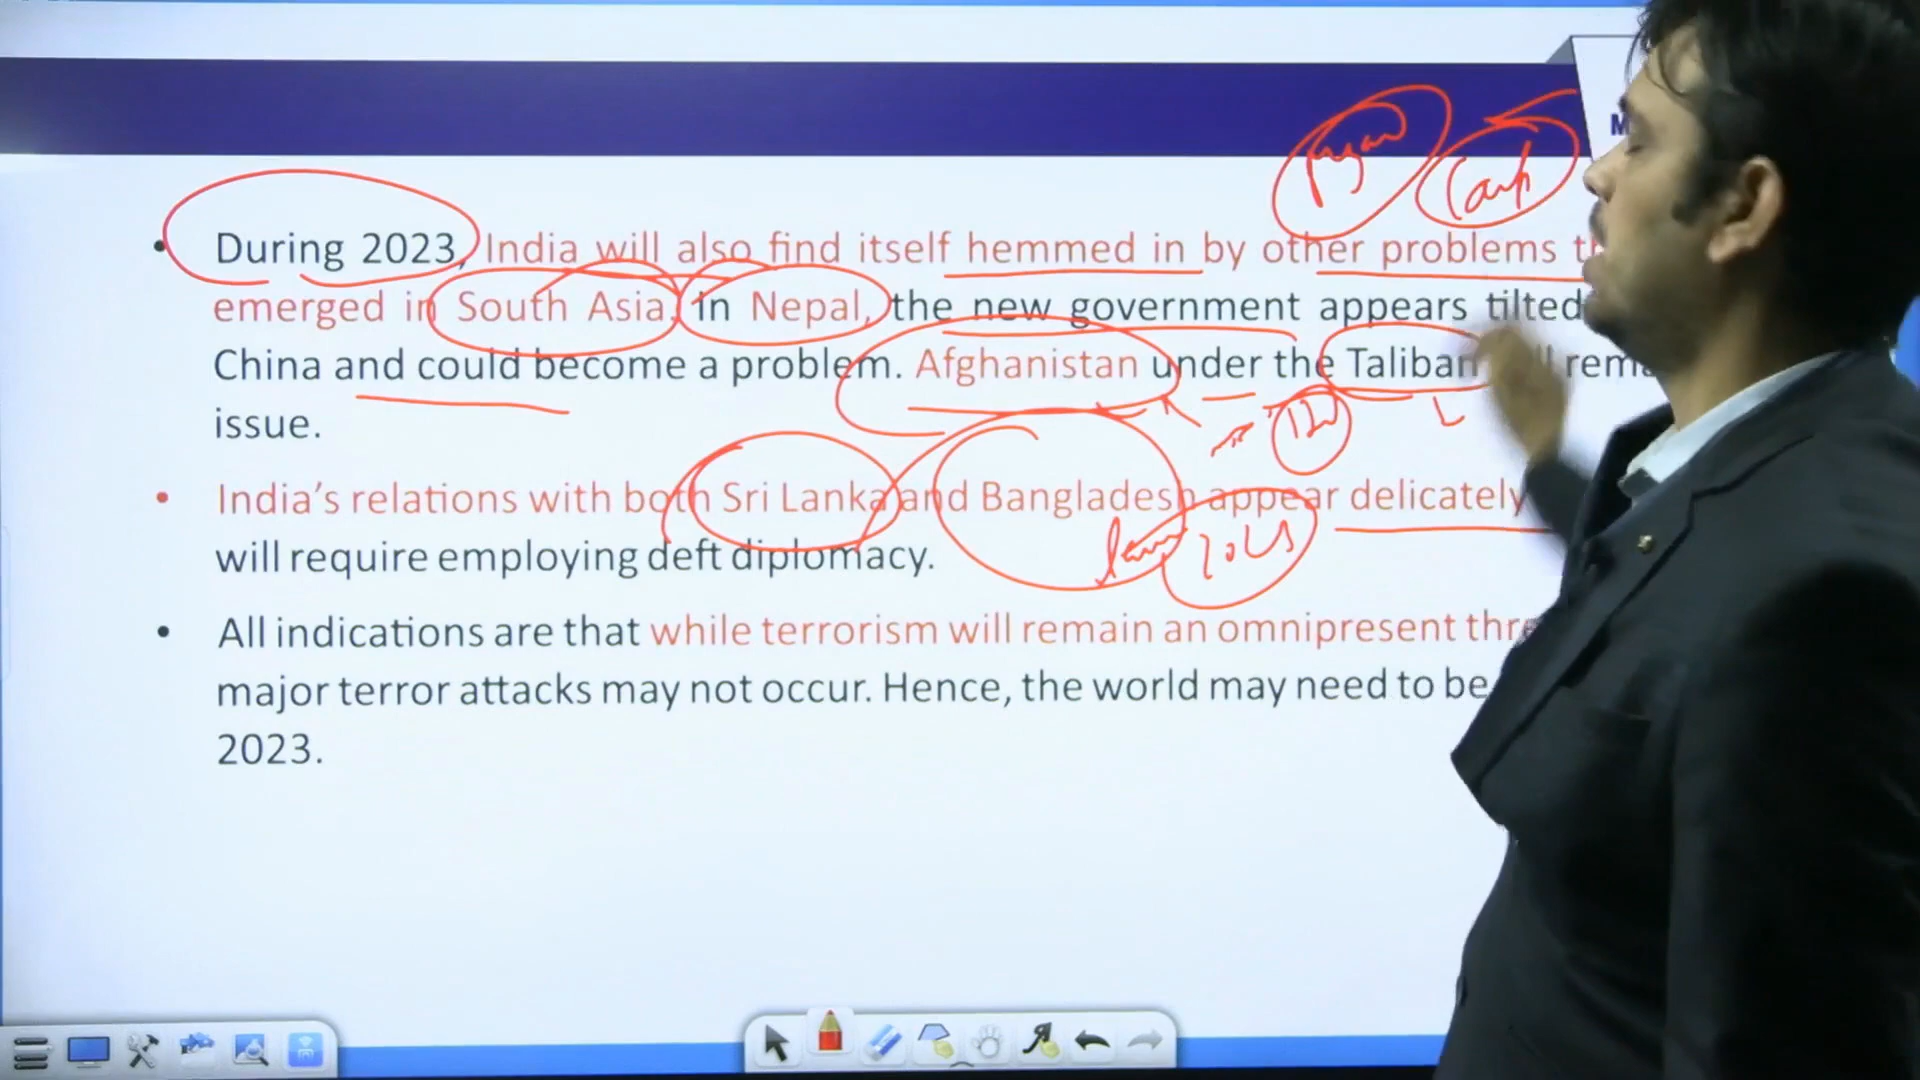 M
• During 2023, India will also find itself hemmed in by other problems
emerged in South Asia. In Nepal, the new government appears tilted
China and could become a problem. Afghanistan under the Taliban
issue.
• India's relations with both Sri Lanka and Bangladesh appear delicately
will require employing deft diplomacy.
• All indications are that while terrorism will remain an omnipresent
major terror attacks may not occur. Hence, the world may need to be
2023.